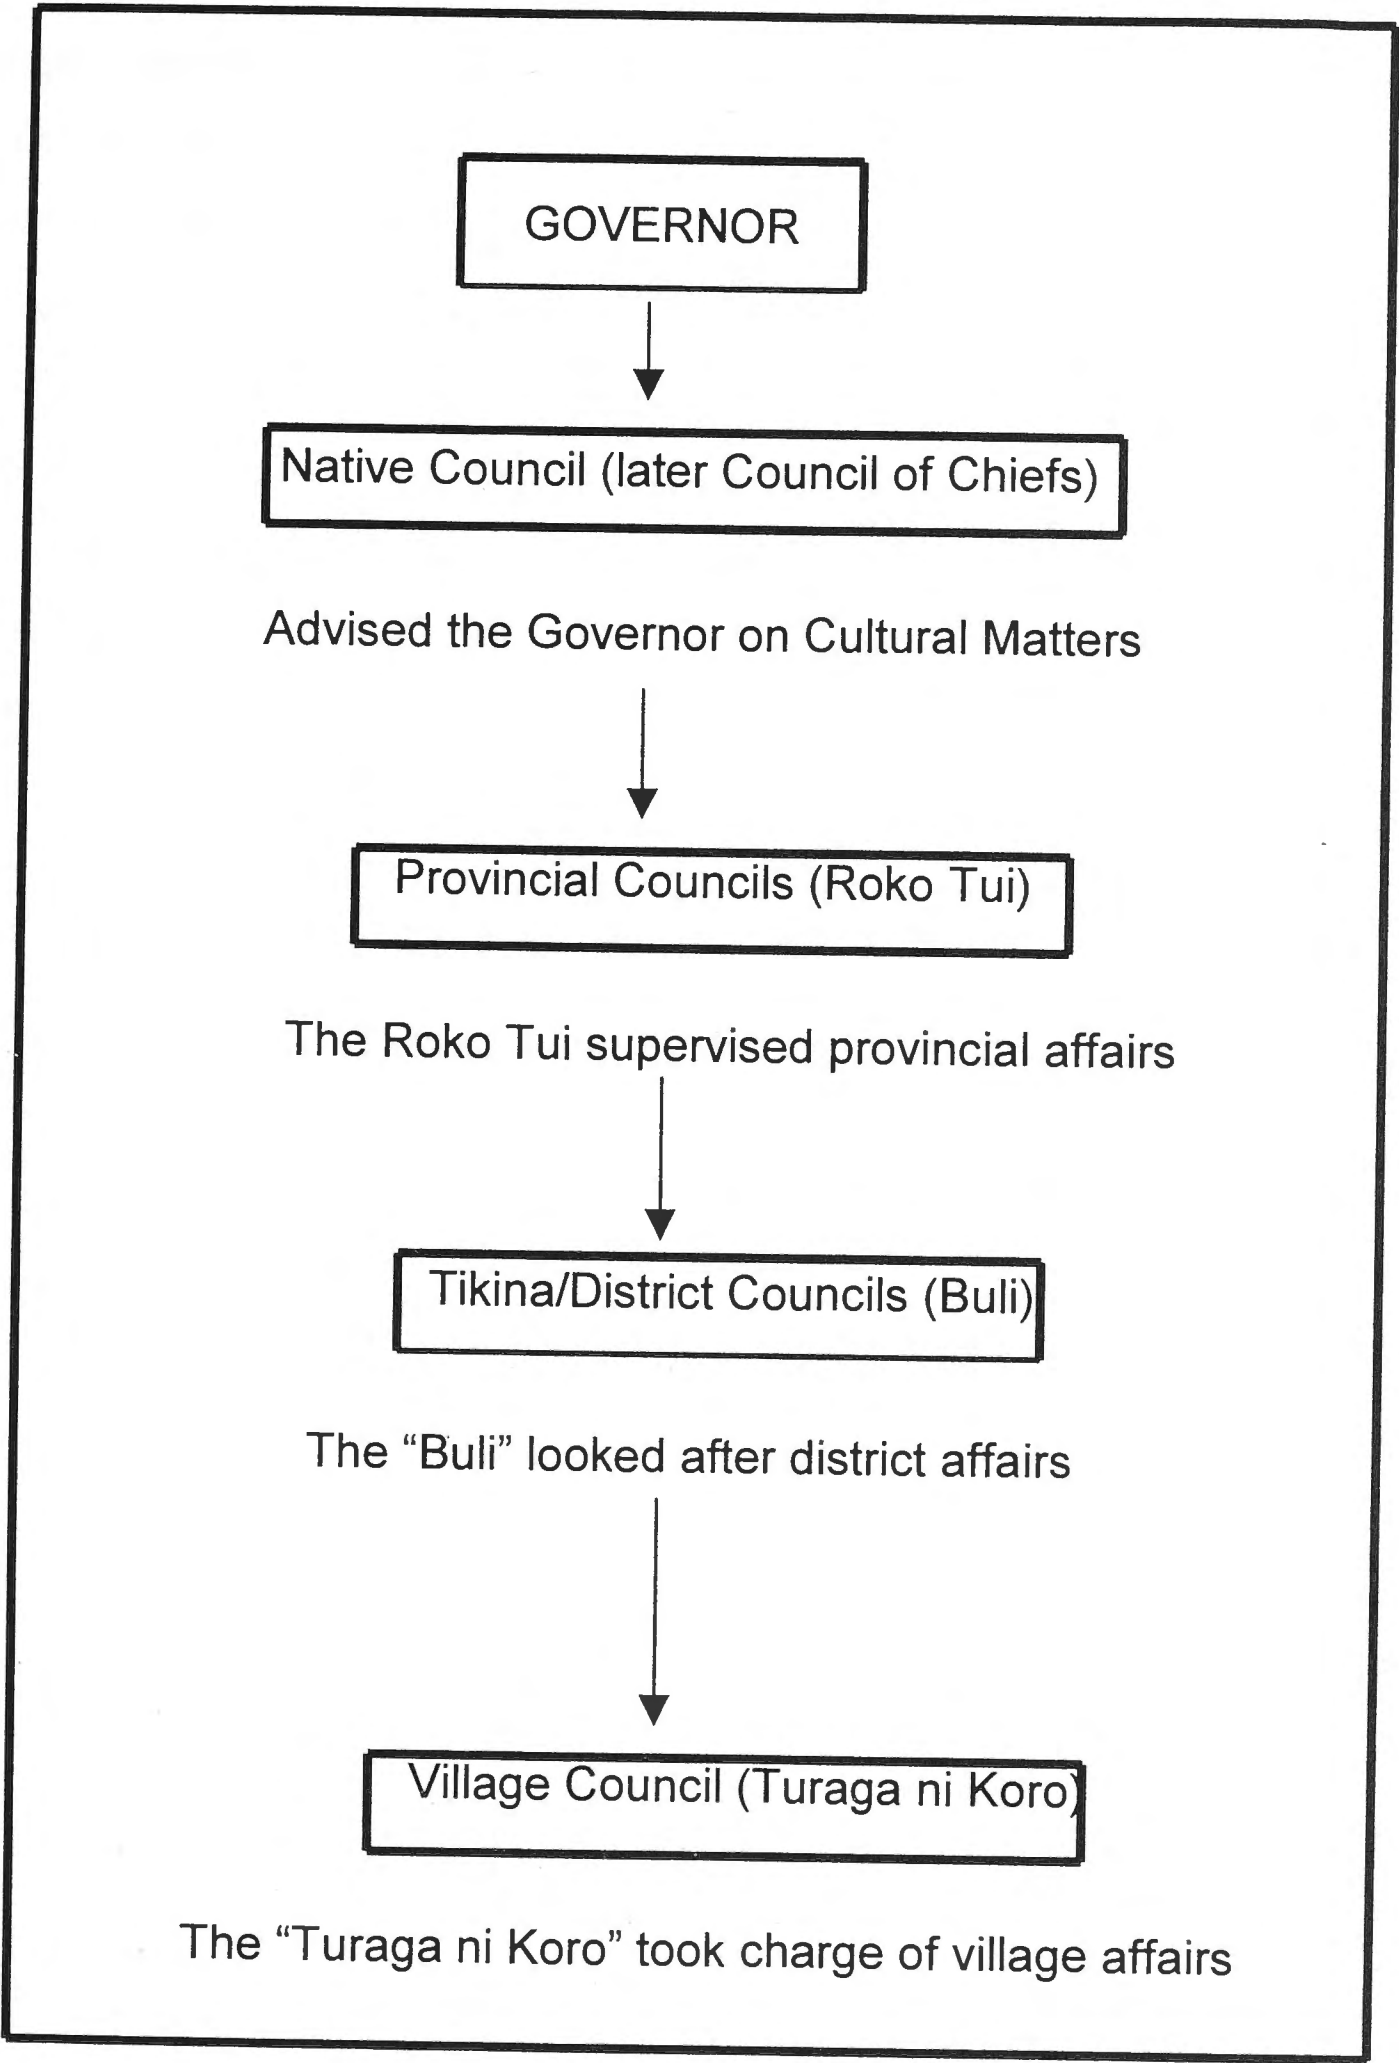 GOVERNOR
Native Council (later Council of Chiefs)
Advised the Governor on Cultural Matters
Provincial Councils (Roko Tui)
The Roko Tui supervised provincial affairs
Tikina/District Councils (Buli)
The “Buli” looked after district affairs
Village Council (Turaga ni Koro)
The “Turaga ni Koro” took charge of village affairs